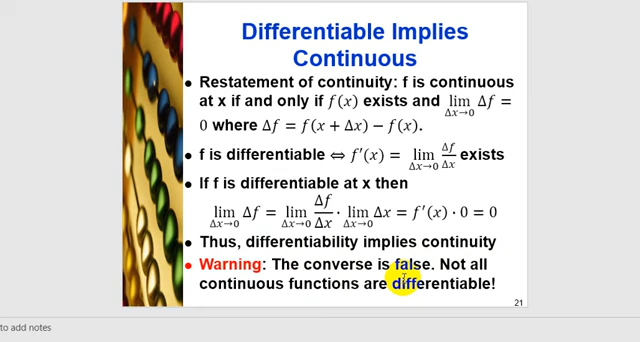 Differentiable Implies
Continuous
• Restatement of continuity: f is continuous
at x if and only if f(x) exists and lim Δx→0 Δf =
0 where Δf = f(x + Δx) − f(x).
• f is differentiable ⇔ f′(x) = lim Δx→0 Δf/Δx exists
• If f is differentiable at x then
lim Δx→0 Δf = lim Δx→0 Δf/Δx · lim Δx→0 Δx = f′(x) · 0 = 0
• Thus, differentiability implies continuity
• Warning: The converse is false. Not all
continuous functions are differentiable!
21
to add notes